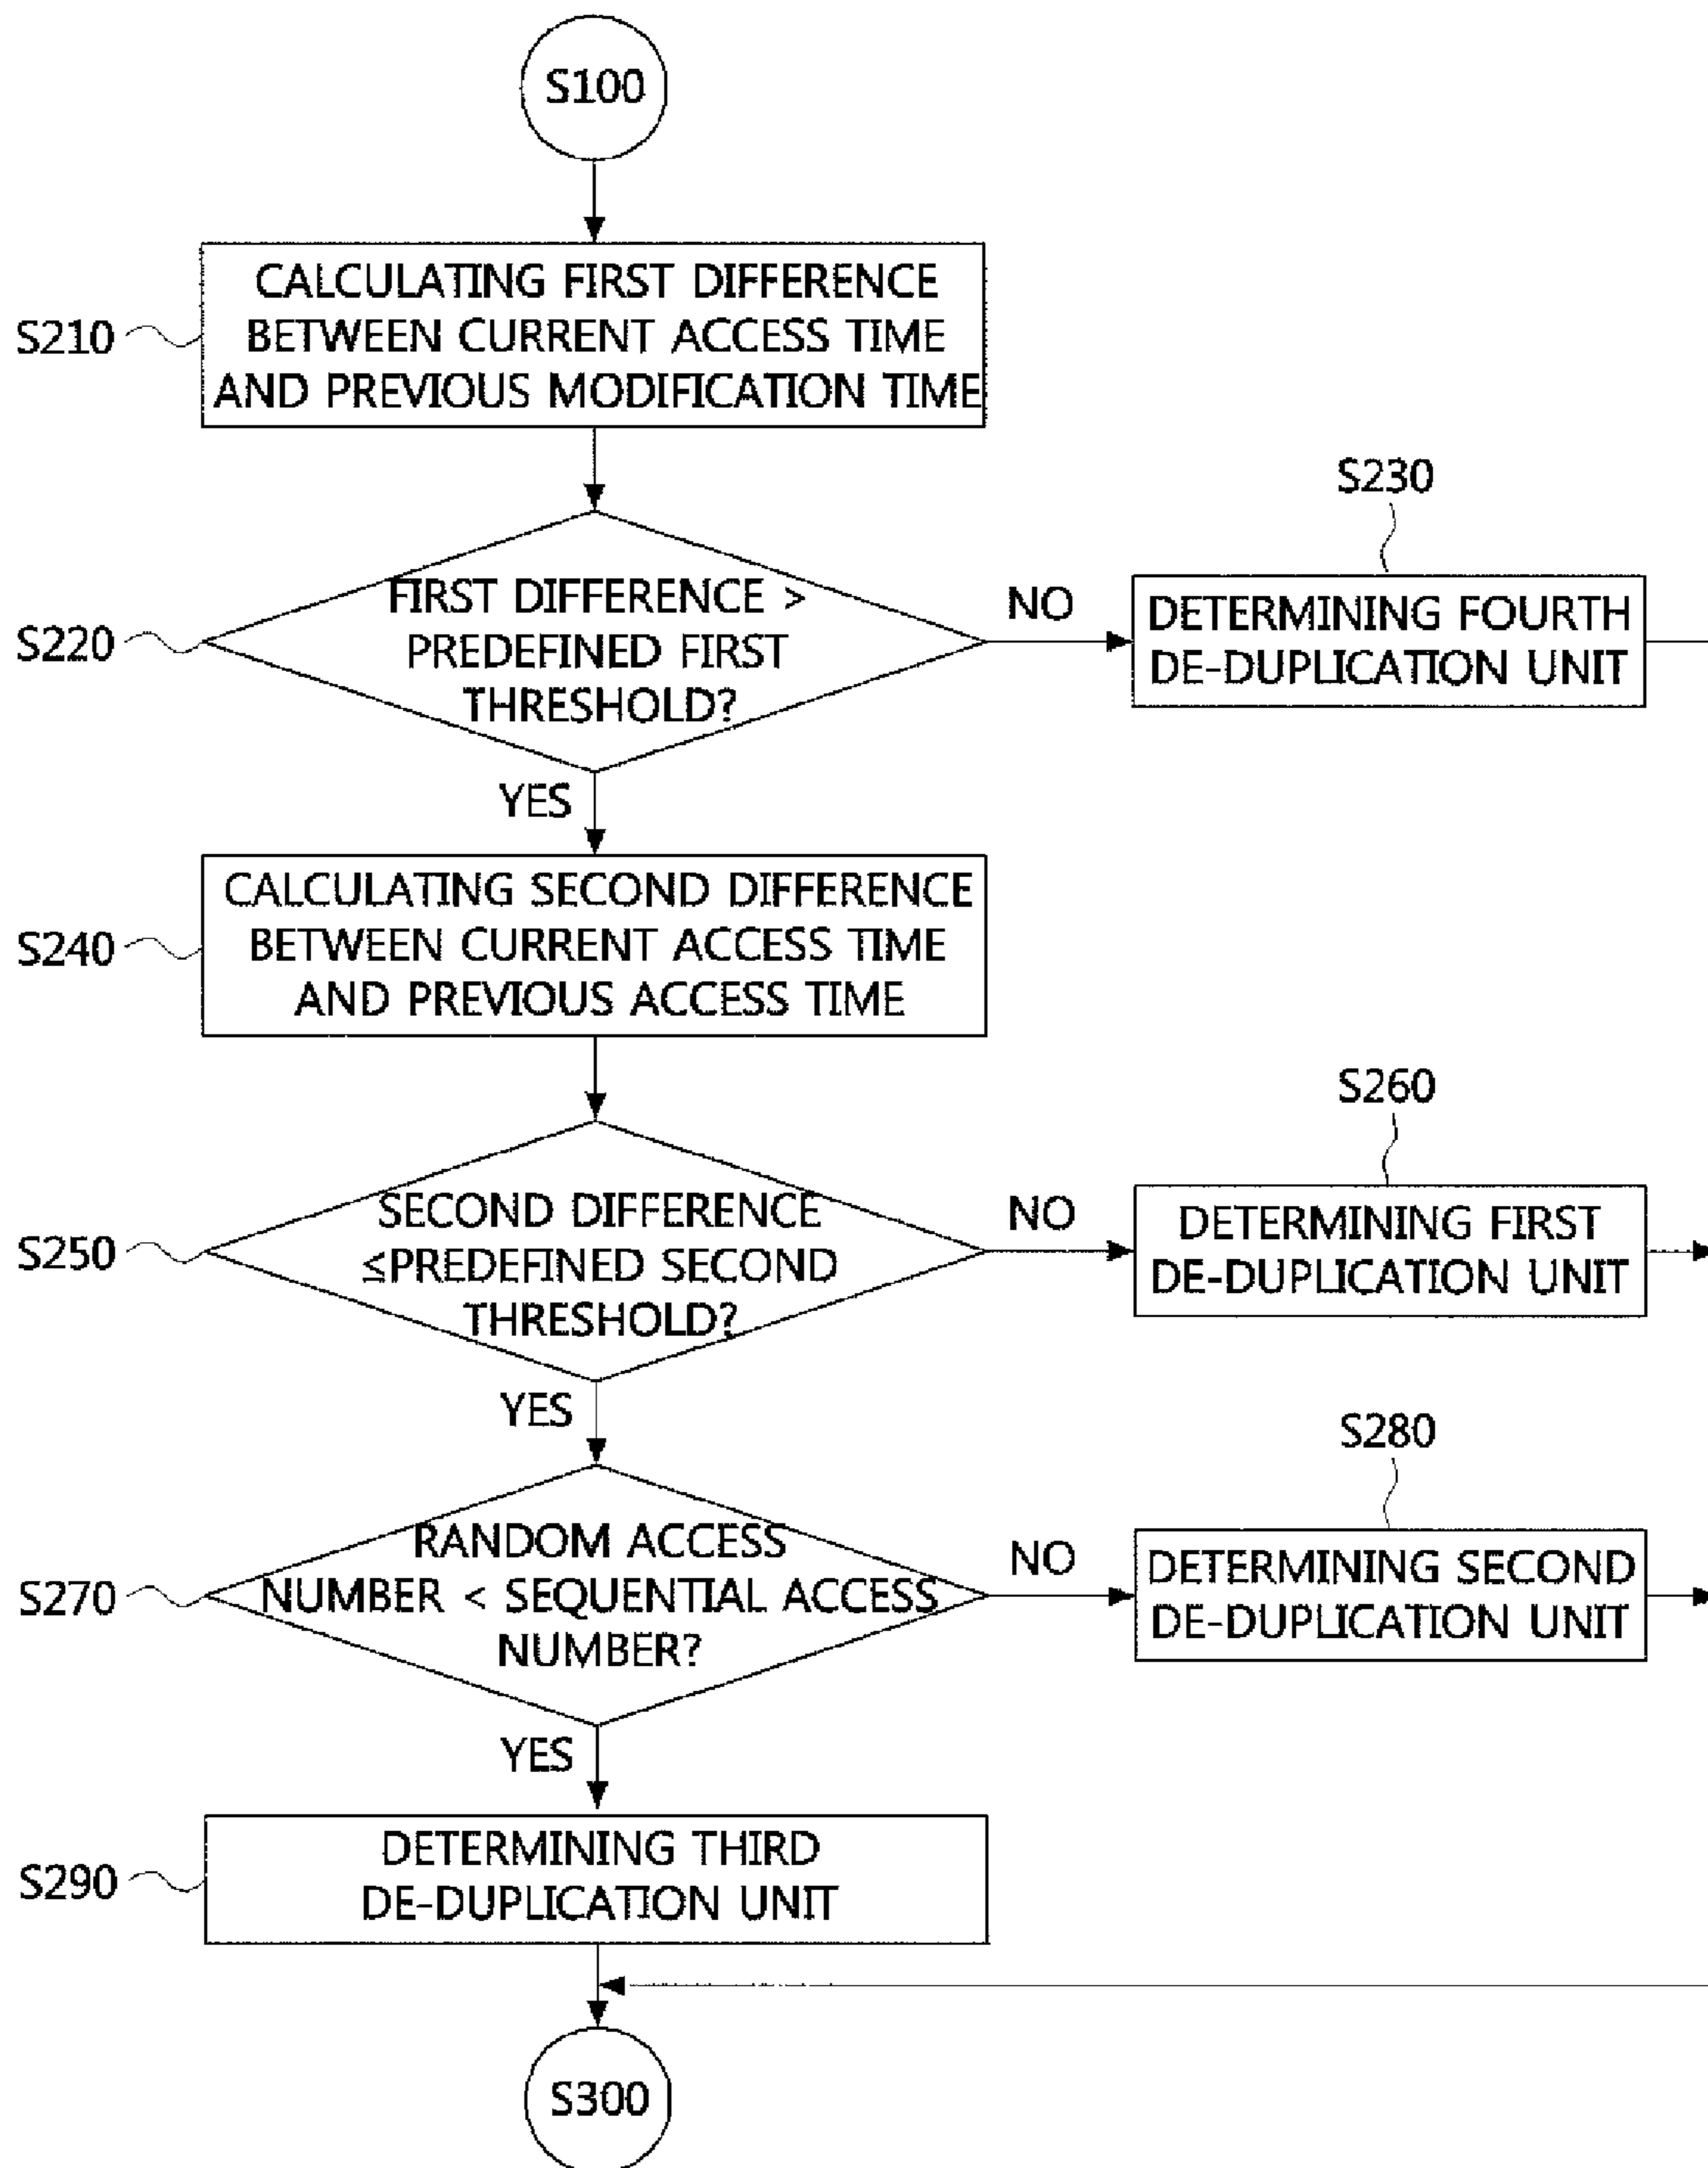 S100
S210
CALCULATING FIRST DIFFERENCE
BETWEEN CURRENT ACCESS TIME
AND PREVIOUS MODIFICATION TIME
S220
FIRST DIFFERENCE >
PREDEFINED FIRST
THRESHOLD?
NO
S230
DETERMINING FOURTH
DE-DUPLICATION UNIT
YES
S240
CALCULATING SECOND DIFFERENCE
BETWEEN CURRENT ACCESS TIME
AND PREVIOUS ACCESS TIME
S250
SECOND DIFFERENCE
≤PREDEFINED SECOND
THRESHOLD?
NO
S260
DETERMINING FIRST
DE-DUPLICATION UNIT
YES
S270
RANDOM ACCESS
NUMBER < SEQUENTIAL ACCESS
NUMBER?
NO
S280
DETERMINING SECOND
DE-DUPLICATION UNIT
YES
S290
DETERMINING THIRD
DE-DUPLICATION UNIT
S300